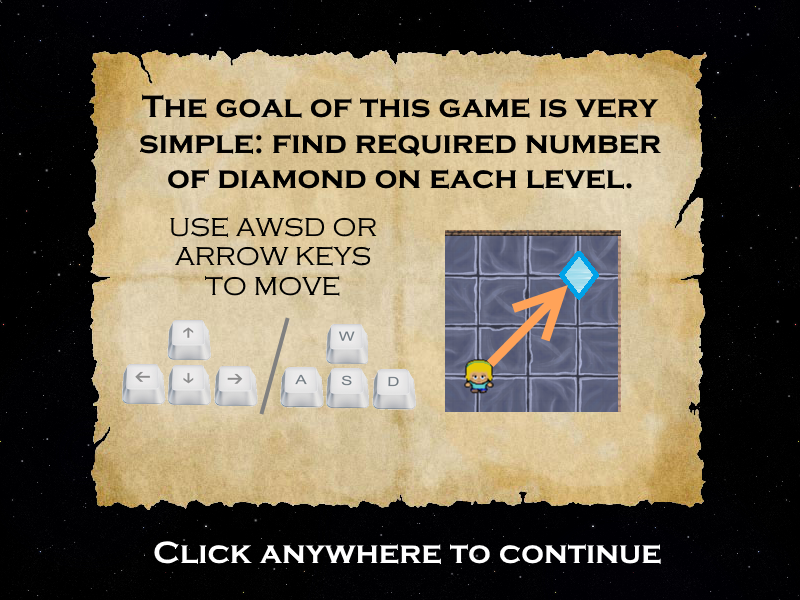 The goal of this game is very
simple: find required number
of diamond on each level.
USE AWSD OR
ARROW KEYS
TO MOVE
↑
← ↓ →
W
A S D
Click anywhere to continue